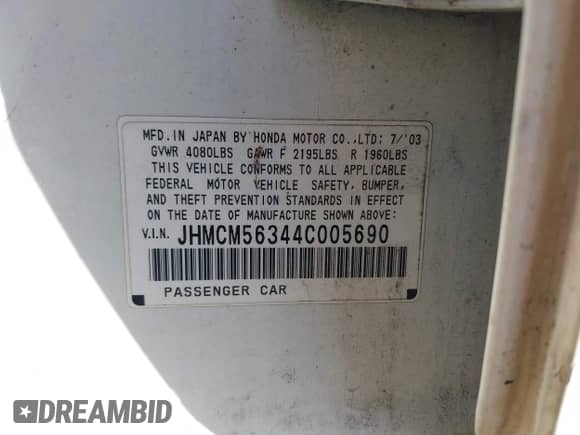 MFD. IN JAPAN BY HONDA MOTOR CO.,LTD: 7/'03
GVWR 4080LBS GAWR F 2195LBS R 1960LBS
THIS VEHICLE CONFORMS TO ALL APPLICABLE
FEDERAL MOTOR VEHICLE SAFETY, BUMPER,
AND THEFT PREVENTION STANDARDS IN EFFECT
ON THE DATE OF MANUFACTURE SHOWN ABOVE:
V.I.N. JHMCM56344C005690
PASSENGER CAR
DREAMBID